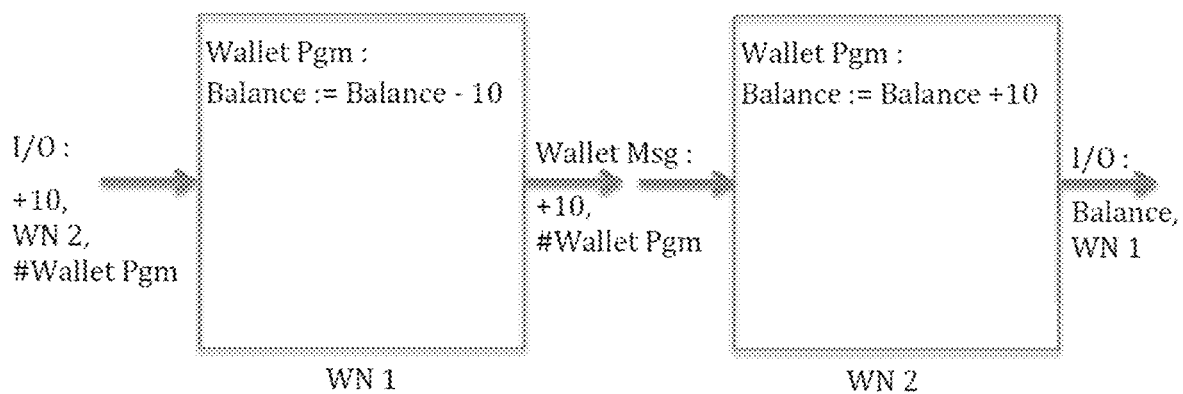 I/O :
+10,
WN 2,
#Wallet Pgm
Wallet Pgm :
Balance := Balance - 10
WN 1
Wallet Msg :
+10,
#Wallet Pgm
Wallet Pgm :
Balance := Balance +10
WN 2
I/O :
Balance,
WN 1